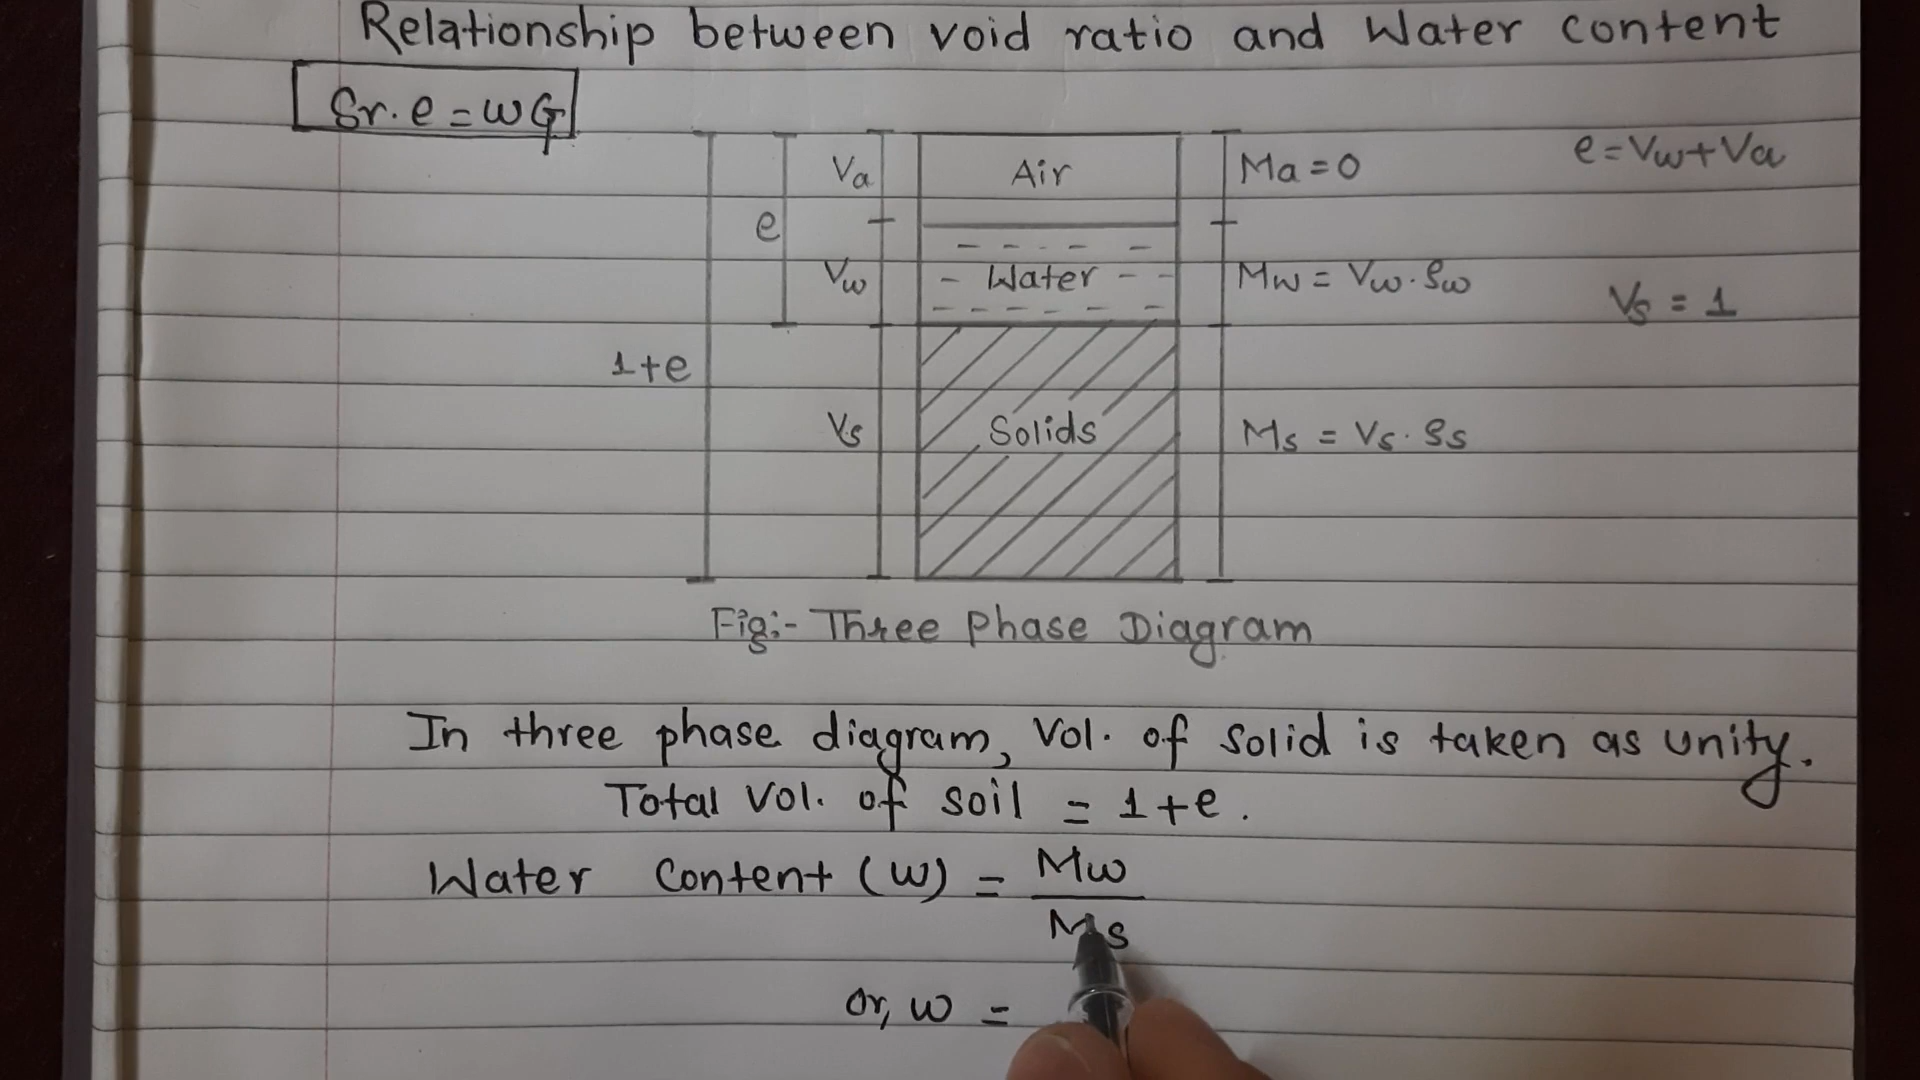 Relationship between void ratio and Water content
Sr.e = wG
Va
Air
Ma = 0
e = Vw + Va
e
Vw
Water
Mw = Vw.ρw
Vs = 1
1+e
Vs
Solids
Ms = Vs.ρs
Fig:- Three Phase Diagram
In three phase diagram, Vol. of solid is taken as unity.
Total Vol. of soil = 1+e.
Water Content (w) = Mw
Ms
or, w =